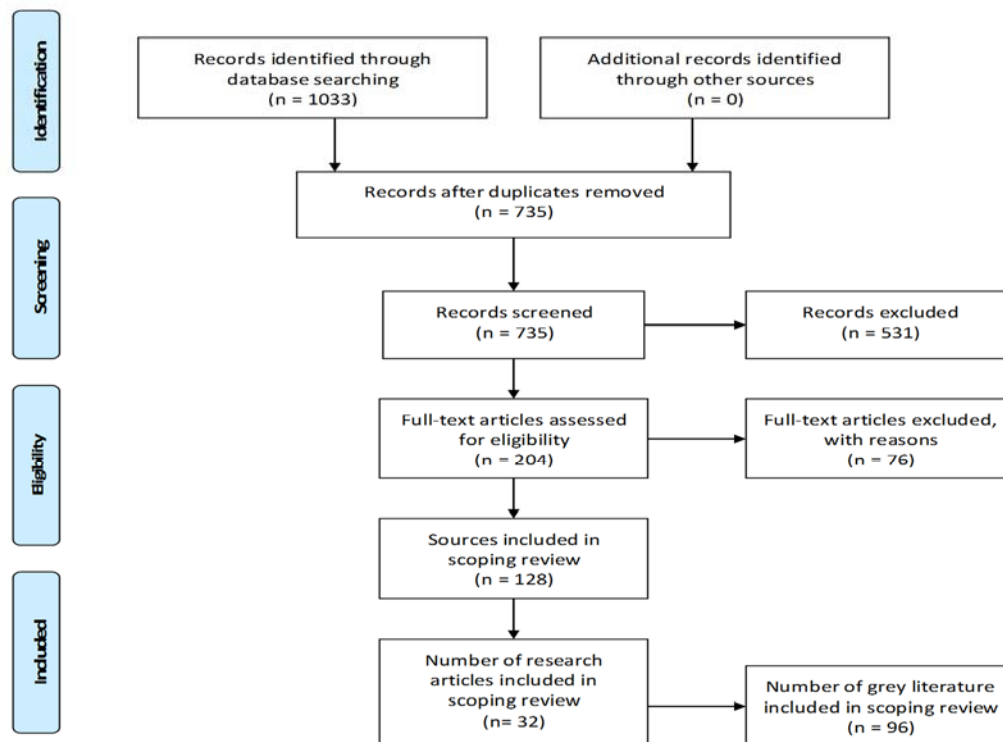 Identification
Records identified through
database searching
(n = 1033)
Additional records identified
through other sources
(n = 0)
Records after duplicates removed
(n = 735)
Screening
Records screened
(n = 735)
Records excluded
(n = 531)
Eligibility
Full-text articles assessed
for eligibility
(n = 204)
Full-text articles excluded,
with reasons
(n = 76)
Sources included in
scoping review
(n = 128)
Included
Number of research
articles included in
scoping review
(n= 32)
Number of grey literature
included in scoping review
(n = 96)